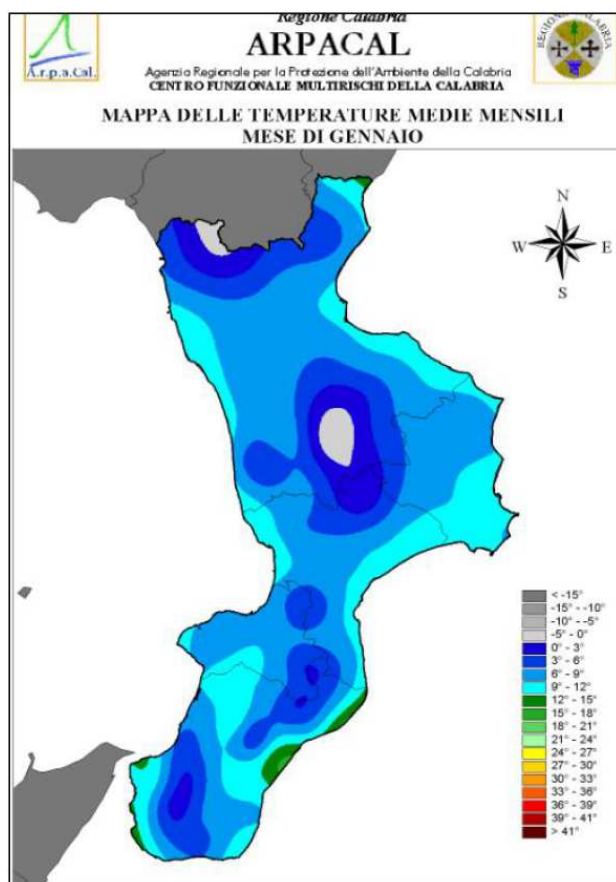 Regione Calabria
ARPACAL
Agenzia Regionale per la Protezione dell'Ambiente della Calabria
CENTRO FUNZIONALE MULTIRISCHI DELLA CALABRIA
A.r.p.a.Cal.
REGIONE CALABRIA
MAPPA DELLE TEMPERATURE MEDIE MENSILI
MESE DI GENNAIO
N
W E
S
< -15°
-15° - -10°
-10° - -5°
-5° - 0°
0° - 3°
3° - 6°
6° - 9°
9° - 12°
12° - 15°
15° - 18°
18° - 21°
21° - 24°
24° - 27°
27° - 30°
30° - 33°
33° - 36°
36° - 39°
39° - 41°
> 41°